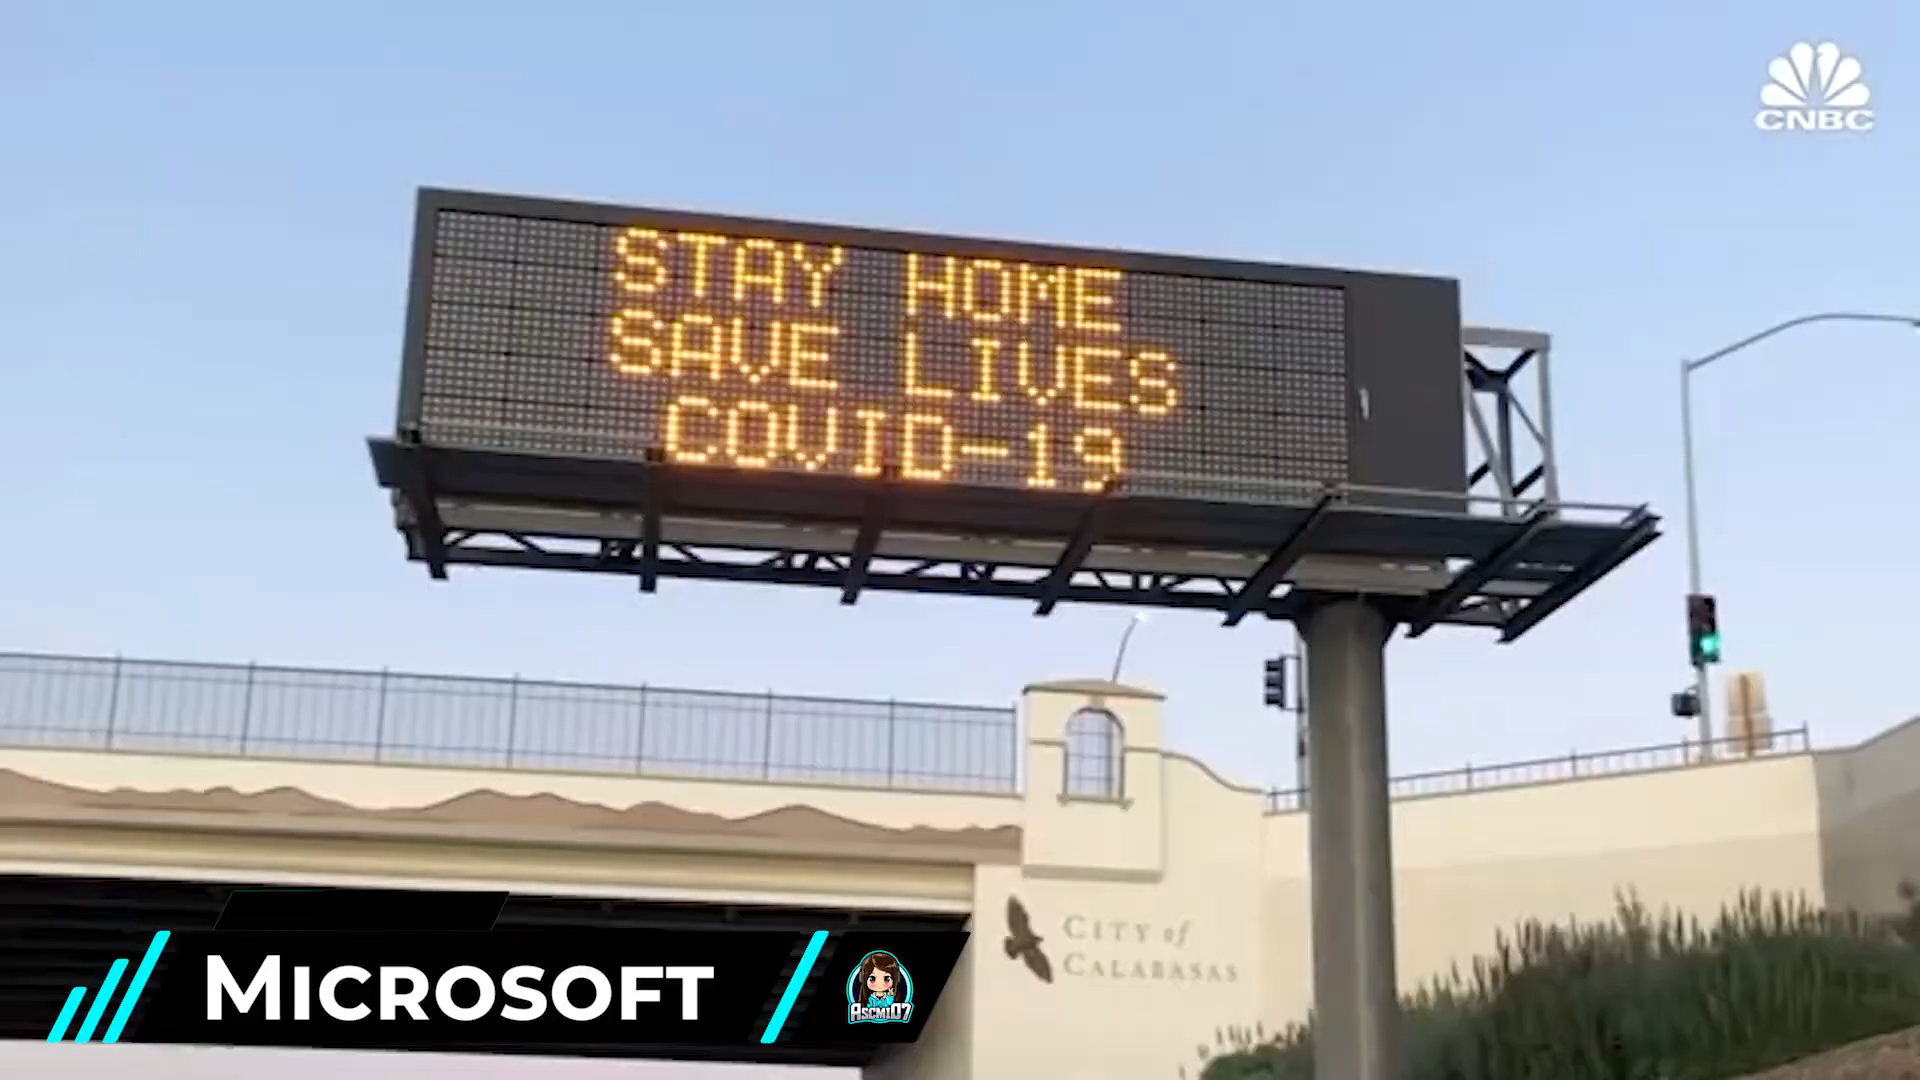 CNBC
STAY HOME
SAVE LIVES
COVID-19
CITY of
CALABASAS
MICROSOFT
ASCMI07